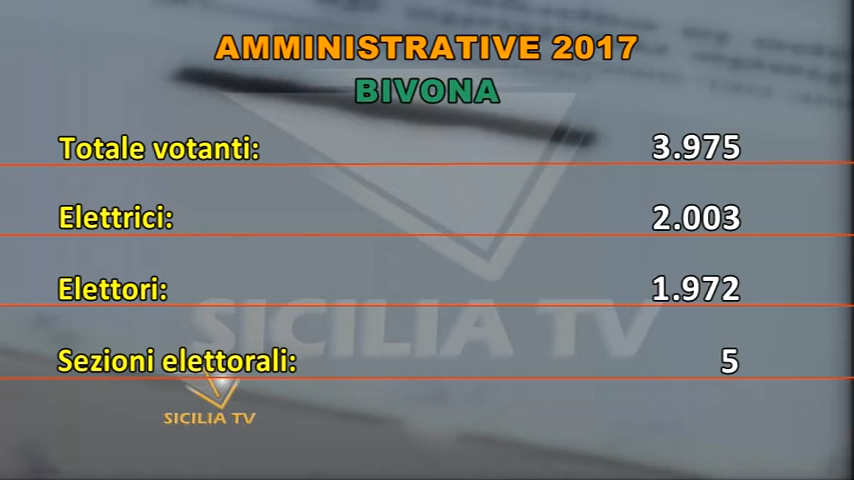 AMMINISTRATIVE 2017
BIVONA
Totale votanti: 3.975
Elettrici: 2.003
Elettori: 1.972
SICILIA TV
Sezioni elettorali: 5
SICILIA TV